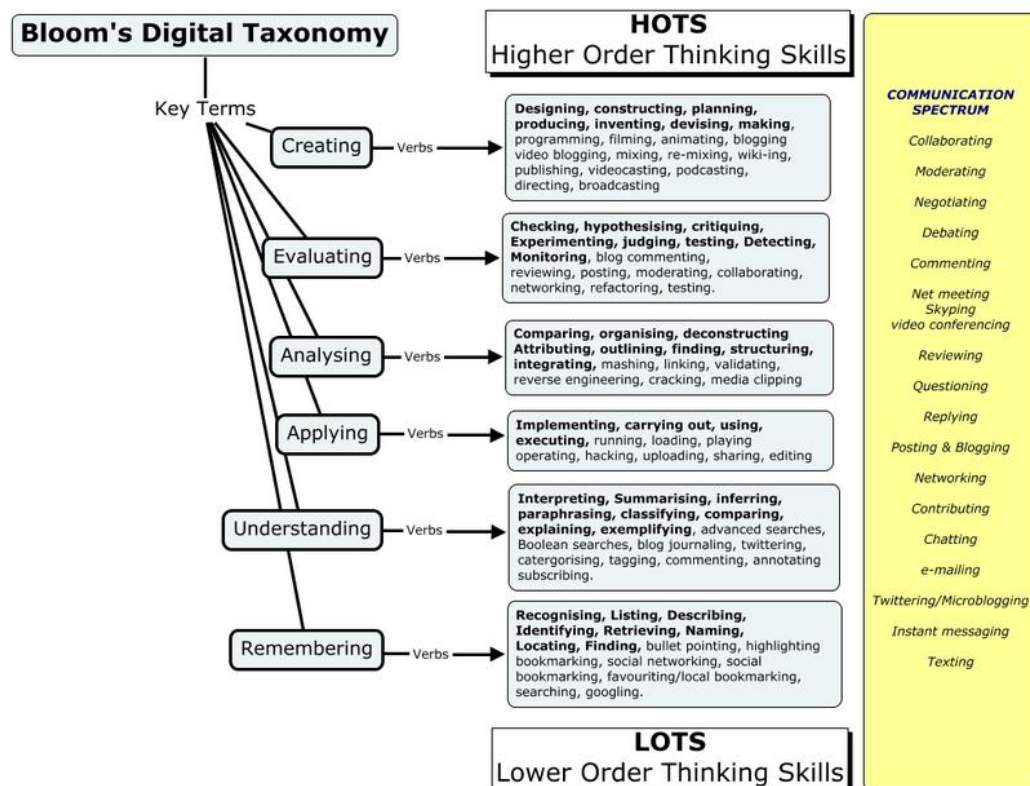 Bloom's Digital Taxonomy
Key Terms
HOTS
Higher Order Thinking Skills
Creating
Verbs
Designing, constructing, planning,
producing, inventing, devising, making,
programming, filming, animating, blogging
video blogging, mixing, re-mixing, wiki-ing,
publishing, videocasting, podcasting,
directing, broadcasting
Evaluating
Verbs
Checking, hypothesising, critiquing,
Experimenting, judging, testing, Detecting,
Monitoring, blog commenting,
reviewing, posting, moderating, collaborating,
networking, refactoring, testing.
Analysing
Verbs
Comparing, organising, deconstructing
Attributing, outlining, finding, structuring,
integrating, mashing, linking, validating,
reverse engineering, cracking, media clipping
Applying
Verbs
Implementing, carrying out, using,
executing, running, loading, playing
operating, hacking, uploading, sharing, editing
Understanding
Verbs
Interpreting, Summarising, inferring,
paraphrasing, classifying, comparing,
explaining, exemplifying, advanced searches,
Boolean searches, blog journaling, twittering,
catergorising, tagging, commenting, annotating
subscribing.
Remembering
Verbs
Recognising, Listing, Describing,
Identifying, Retrieving, Naming,
Locating, Finding, bullet pointing, highlighting
bookmarking, social networking, social
bookmarking, favouriting/local bookmarking,
searching, googling.
LOTS
Lower Order Thinking Skills
COMMUNICATION
SPECTRUM
Collaborating
Moderating
Negotiating
Debating
Commenting
Net meeting
Skyping
video conferencing
Reviewing
Questioning
Replying
Posting & Blogging
Networking
Contributing
Chatting
e-mailing
Twittering/Microblogging
Instant messaging
Texting